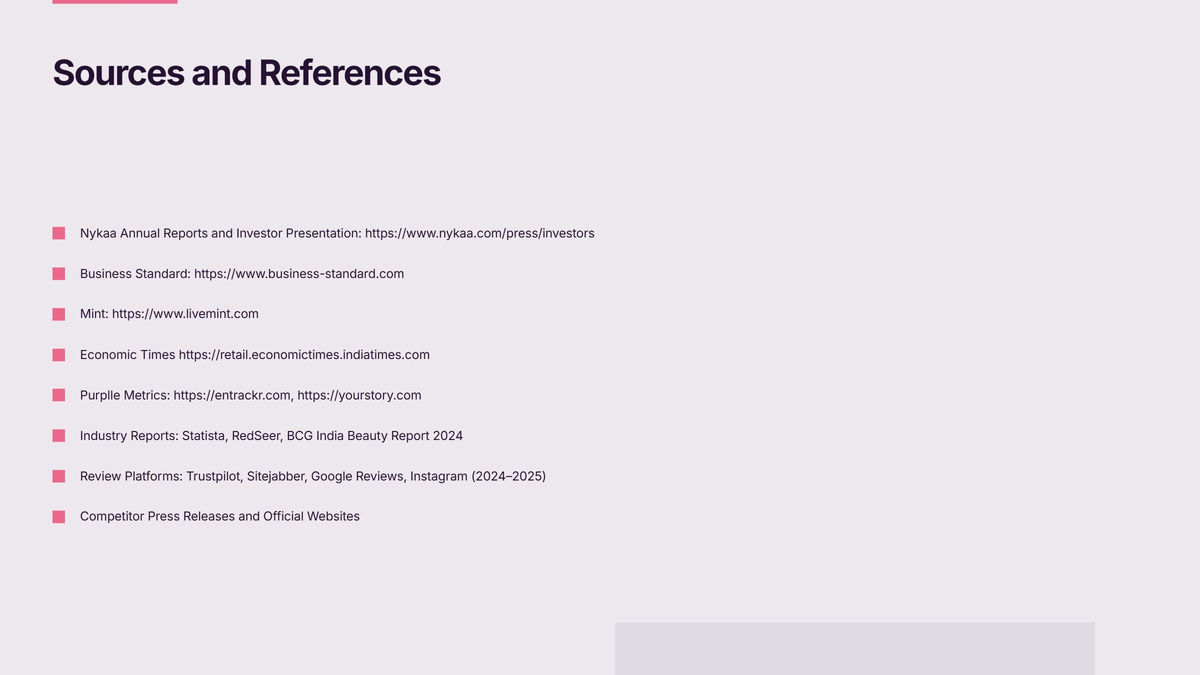 Sources and References
Nykaa Annual Reports and Investor Presentation: https://www.nykaa.com/press/investors
Business Standard: https://www.business-standard.com
Mint: https://www.livemint.com
Economic Times https://retail.economictimes.indiatimes.com
Purplle Metrics: https://entrackr.com, https://yourstory.com
Industry Reports: Statista, RedSeer, BCG India Beauty Report 2024
Review Platforms: Trustpilot, Sitejabber, Google Reviews, Instagram (2024–2025)
Competitor Press Releases and Official Websites